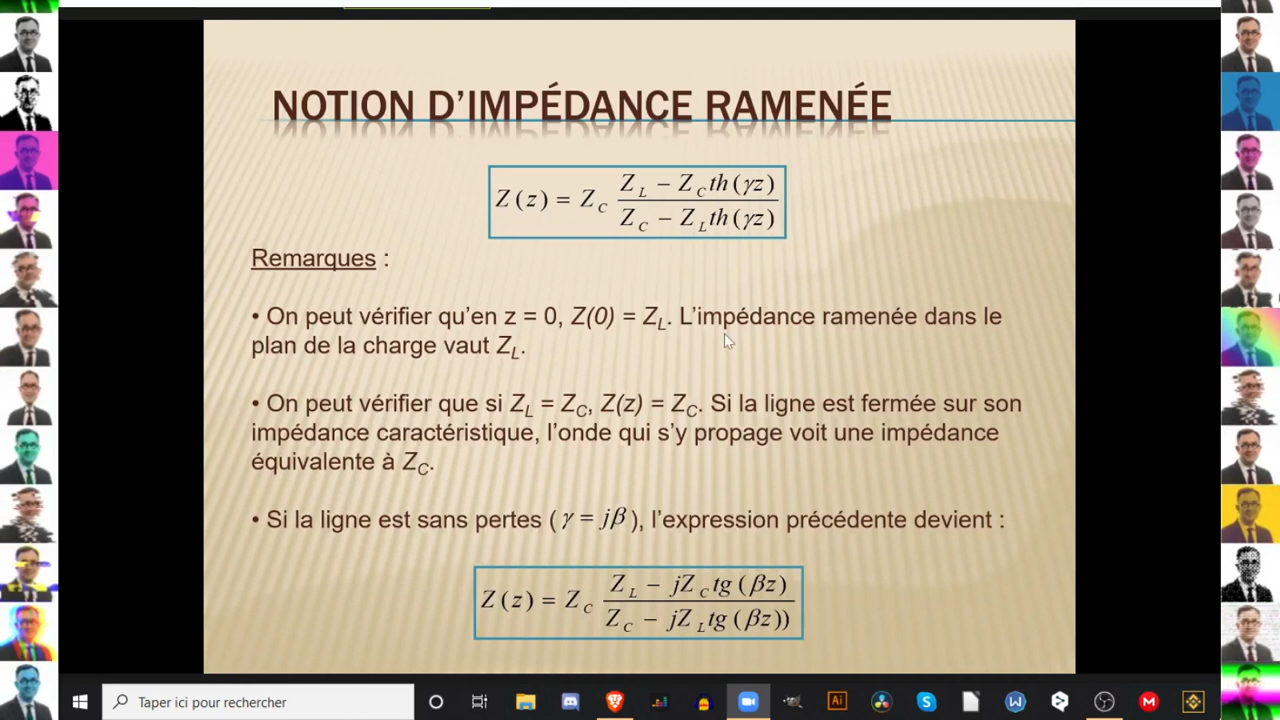 NOTION D'IMPÉDANCE RAMENÉE
Z(z) = Z_C (Z_L − Z_C th(γz)) / (Z_C − Z_L th(γz))
Remarques :
• On peut vérifier qu'en z = 0, Z(0) = Z_L. L'impédance ramenée dans le
plan de la charge vaut Z_L.
• On peut vérifier que si Z_L = Z_C, Z(z) = Z_C. Si la ligne est fermée sur son
impédance caractéristique, l'onde qui s'y propage voit une impédance
équivalente à Z_C.
• Si la ligne est sans pertes ( γ = jβ ), l'expression précédente devient :
Z(z) = Z_C (Z_L − jZ_C tg(βz)) / (Z_C − jZ_L tg(βz))
Taper ici pour rechercher
Ai
S
W
M